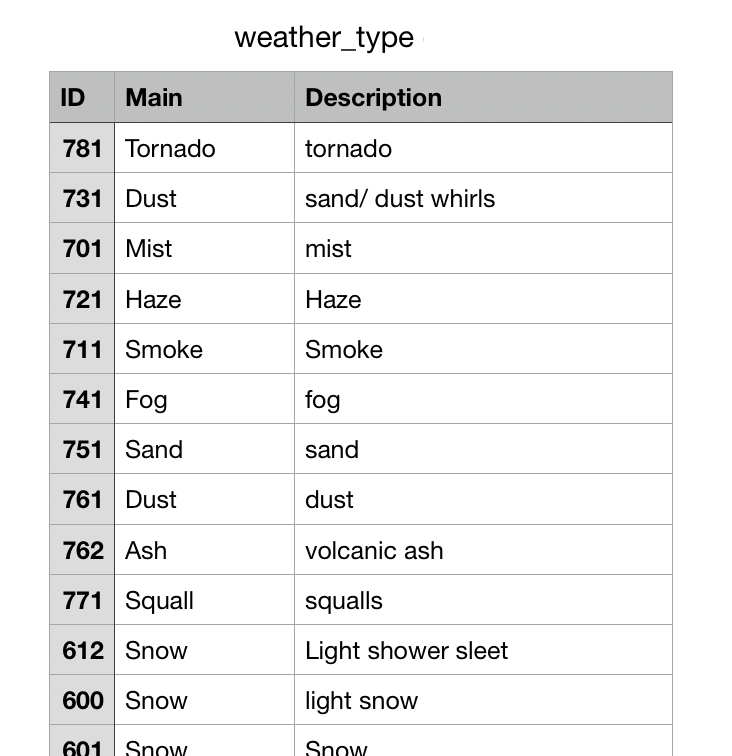 weather_type
ID Main Description
781 Tornado tornado
731 Dust sand/ dust whirls
701 Mist mist
721 Haze Haze
711 Smoke Smoke
741 Fog fog
751 Sand sand
761 Dust dust
762 Ash volcanic ash
771 Squall squalls
612 Snow Light shower sleet
600 Snow light snow
601 Snow Snow